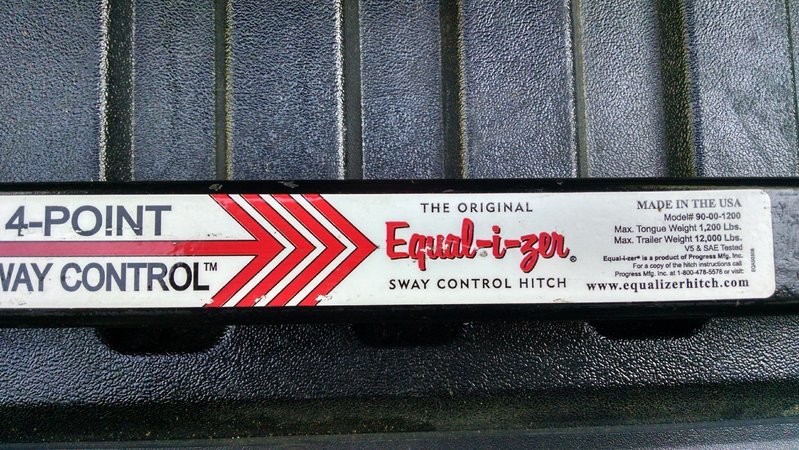 4-POINT
WAY CONTROL™
THE ORIGINAL
Equal-i-zer®
SWAY CONTROL HITCH
MADE IN THE USA
Model# 90-00-1200
Max. Tongue Weight 1,200 Lbs.
Max. Trailer Weight 12,000 Lbs.
V5 & SAE Tested
Equal-i-zer® is a product of Progress Mfg. Inc.
For a copy of the hitch instructions call
Progress Mfg. Inc. at 1-800-478-5578 or visit:
www.equalizerhitch.com